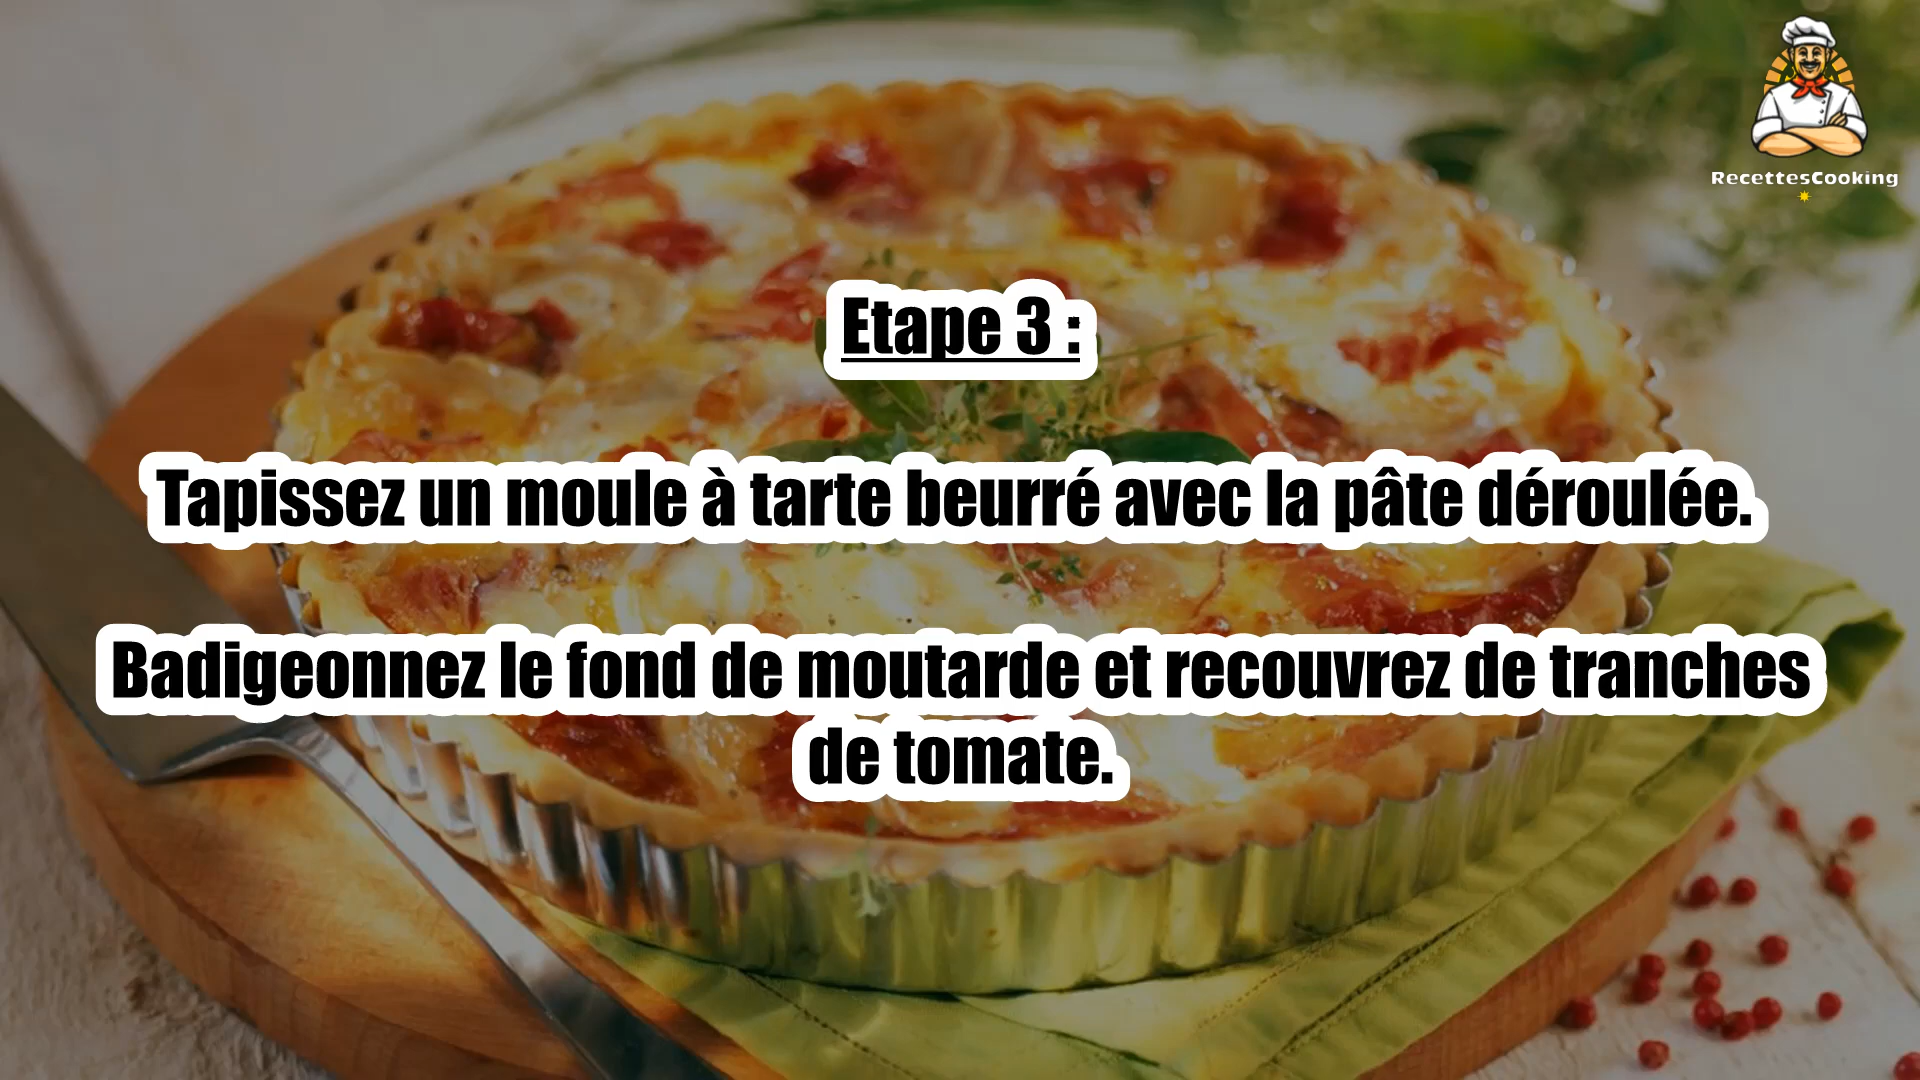 RecettesCooking
Etape 3 :
Tapissez un moule à tarte beurré avec la pâte déroulée.
Badigeonnez le fond de moutarde et recouvrez de tranches
de tomate.